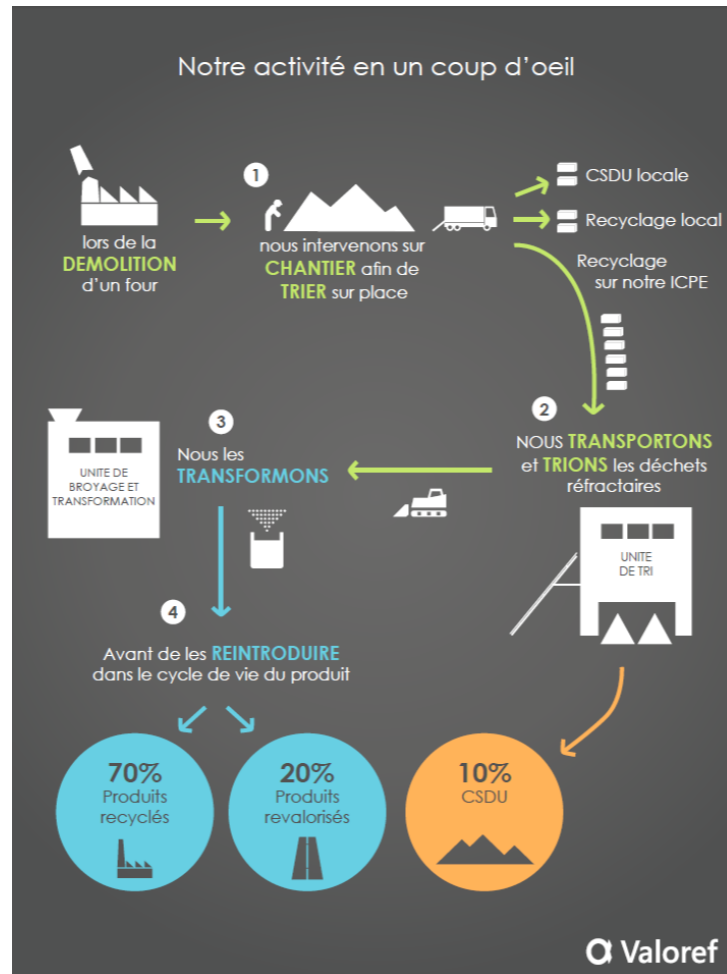 Notre activité en un coup d'oeil
lors de la
DEMOLITION
d'un four
1
nous intervenons sur
CHANTIER afin de
TRIER sur place
CSDU locale
Recyclage local
Recyclage
sur notre ICPE
2
NOUS TRANSPORTONS
et TRIONS les déchets
réfractaires
UNITE
DE TRI
3
Nous les
TRANSFORMONS
UNITE DE
BROYAGE ET
TRANSFORMATION
4
Avant de les REINTRODUIRE
dans le cycle de vie du produit
70%
Produits
recyclés
20%
Produits
revalorisés
10%
CSDU
Valoref